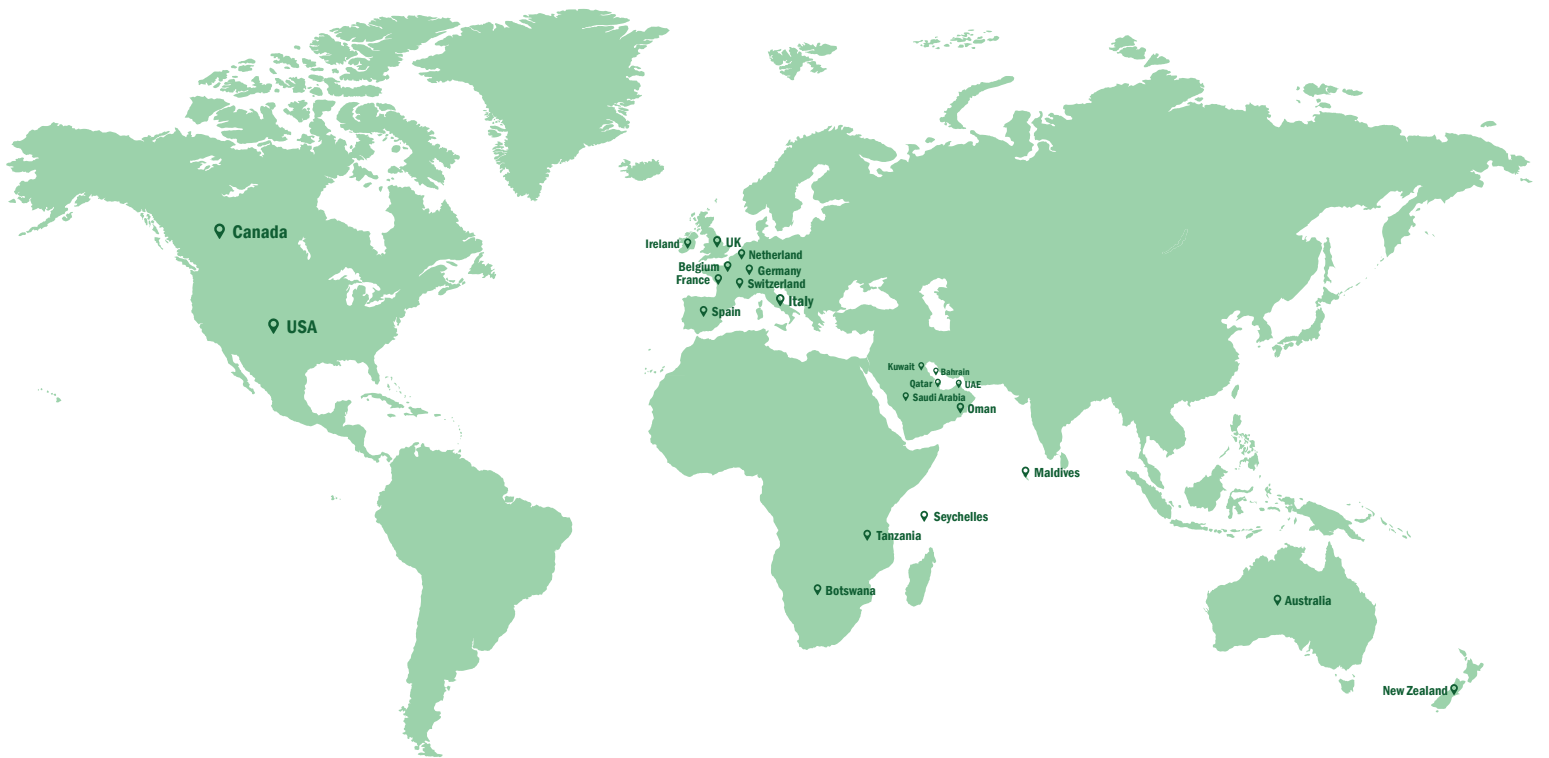 Canada
USA
Ireland
UK
Netherland
Belgium
Germany
France
Switzerland
Italy
Spain
Kuwait
Bahrain
Qatar
UAE
Saudi Arabia
Oman
Maldives
Seychelles
Tanzania
Botswana
Australia
New Zealand